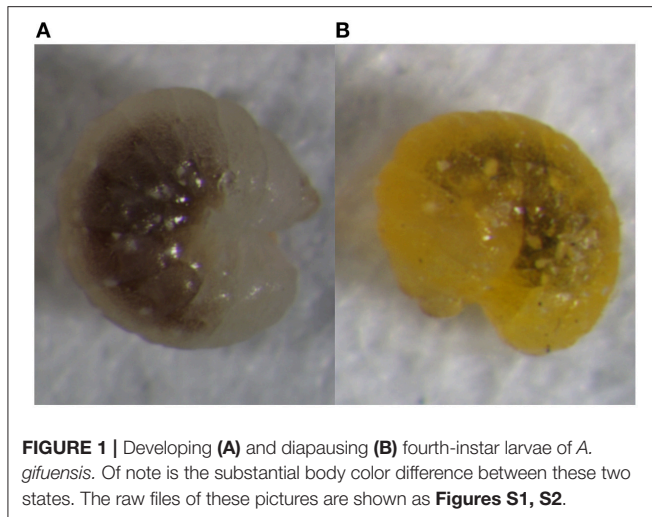 A B
FIGURE 1 | Developing (A) and diapausing (B) fourth-instar larvae of A.
gifuensis. Of note is the substantial body color difference between these two
states. The raw files of these pictures are shown as Figures S1, S2.